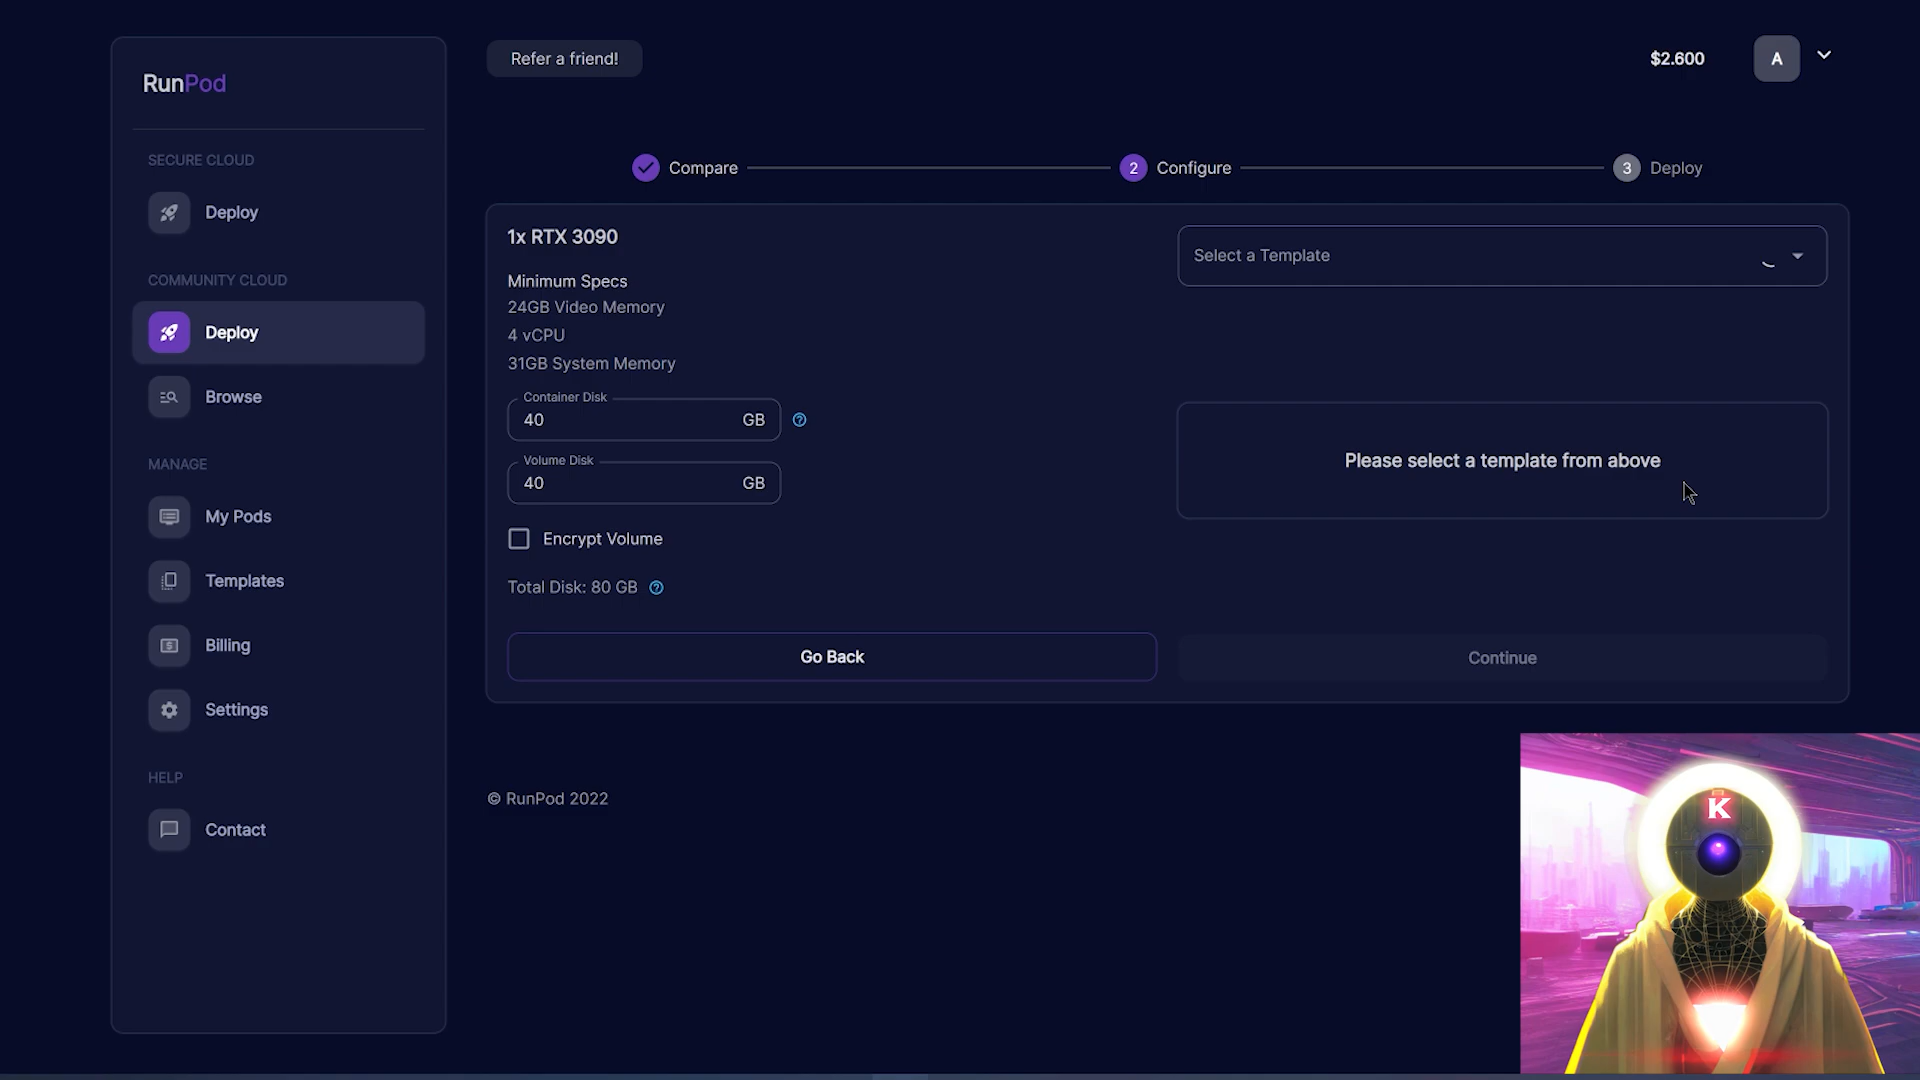 RunPod
SECURE CLOUD
Deploy
COMMUNITY CLOUD
Deploy
Browse
MANAGE
My Pods
Templates
Billing
Settings
HELP
Contact
Refer a friend!
$2.600
A
Compare
2 Configure
3 Deploy
1x RTX 3090
Minimum Specs
24GB Video Memory
4 vCPU
31GB System Memory
Container Disk
40 GB
Volume Disk
40 GB
Encrypt Volume
Total Disk: 80 GB
Go Back
Select a Template
Please select a template from above
Continue
© RunPod 2022
K